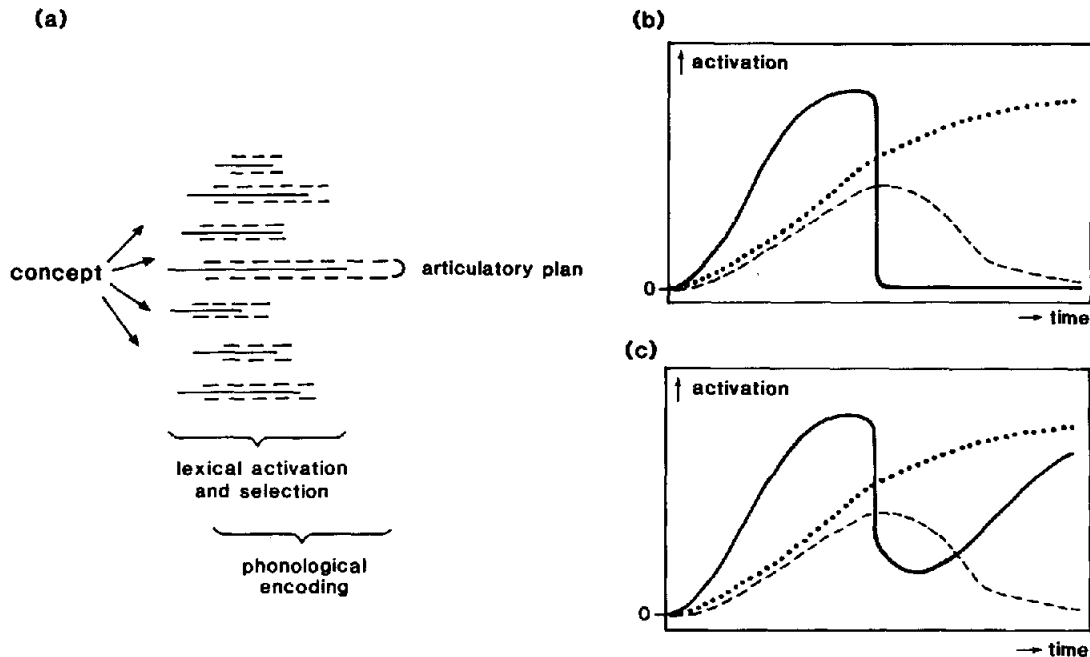 (a)
concept
articulatory plan
lexical activation
and selection
phonological
encoding
(b)
↑ activation
0
→ time
(c)
↑ activation
0
→ time